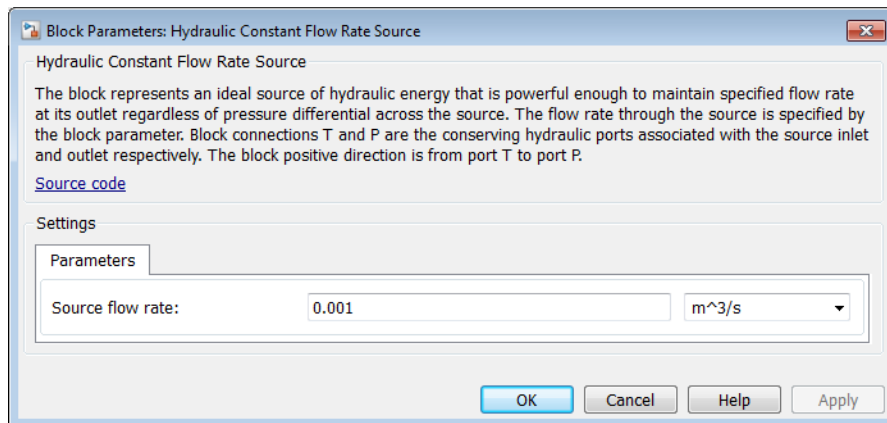 Block Parameters: Hydraulic Constant Flow Rate Source
Hydraulic Constant Flow Rate Source
The block represents an ideal source of hydraulic energy that is powerful enough to maintain specified flow rate
at its outlet regardless of pressure differential across the source. The flow rate through the source is specified by
the block parameter. Block connections T and P are the conserving hydraulic ports associated with the source inlet
and outlet respectively. The block positive direction is from port T to port P.
Source code
Settings
Parameters
Source flow rate: 0.001 m^3/s
OK Cancel Help Apply